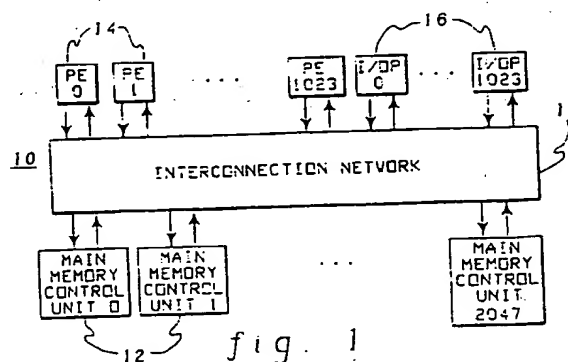 14
16
PE 0
PE 1
. . . .
PE 1023
I/OP 0
. . .
I/OP 1023
10
INTERCONNECTION NETWORK
MAIN MEMORY CONTROL UNIT 0
MAIN MEMORY CONTROL UNIT 1
. . .
MAIN MEMORY CONTROL UNIT 2047
12
fig. 1